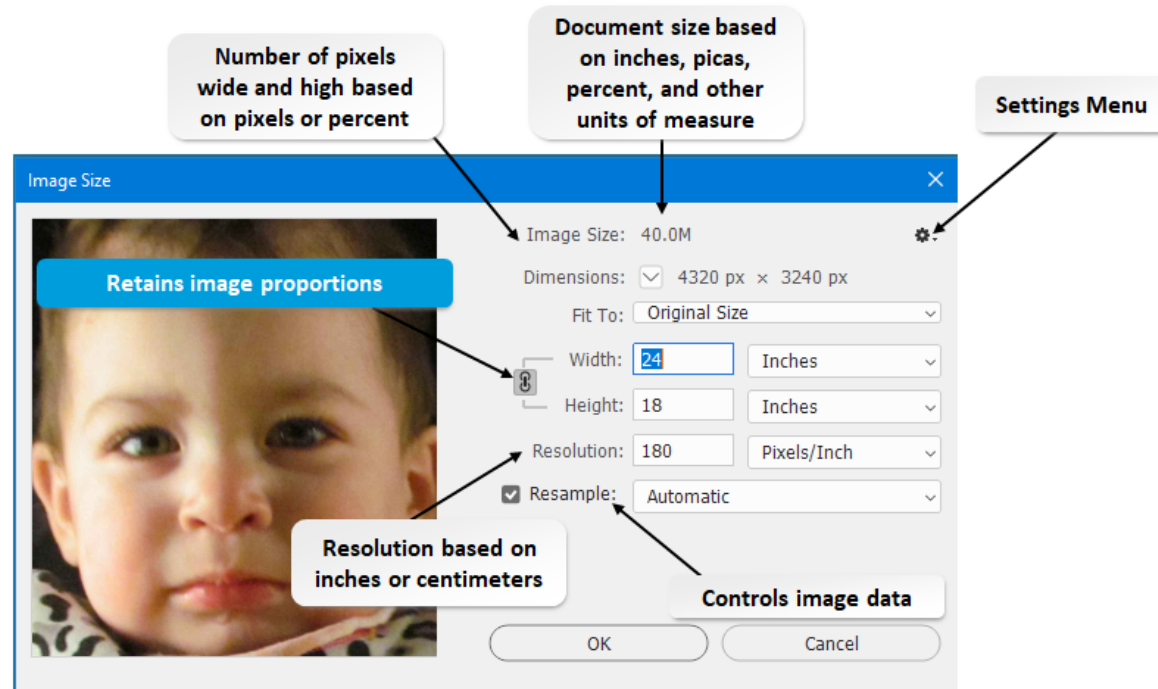 Number of pixels
wide and high based
on pixels or percent
Document size based
on inches, picas,
percent, and other
units of measure
Settings Menu
Image Size
Image Size: 40.0M
Retains image proportions
Dimensions: 4320 px × 3240 px
Fit To: Original Size
Width: 24 Inches
Height: 18 Inches
Resolution: 180 Pixels/Inch
Resample: Automatic
Resolution based on
inches or centimeters
Controls image data
OK Cancel